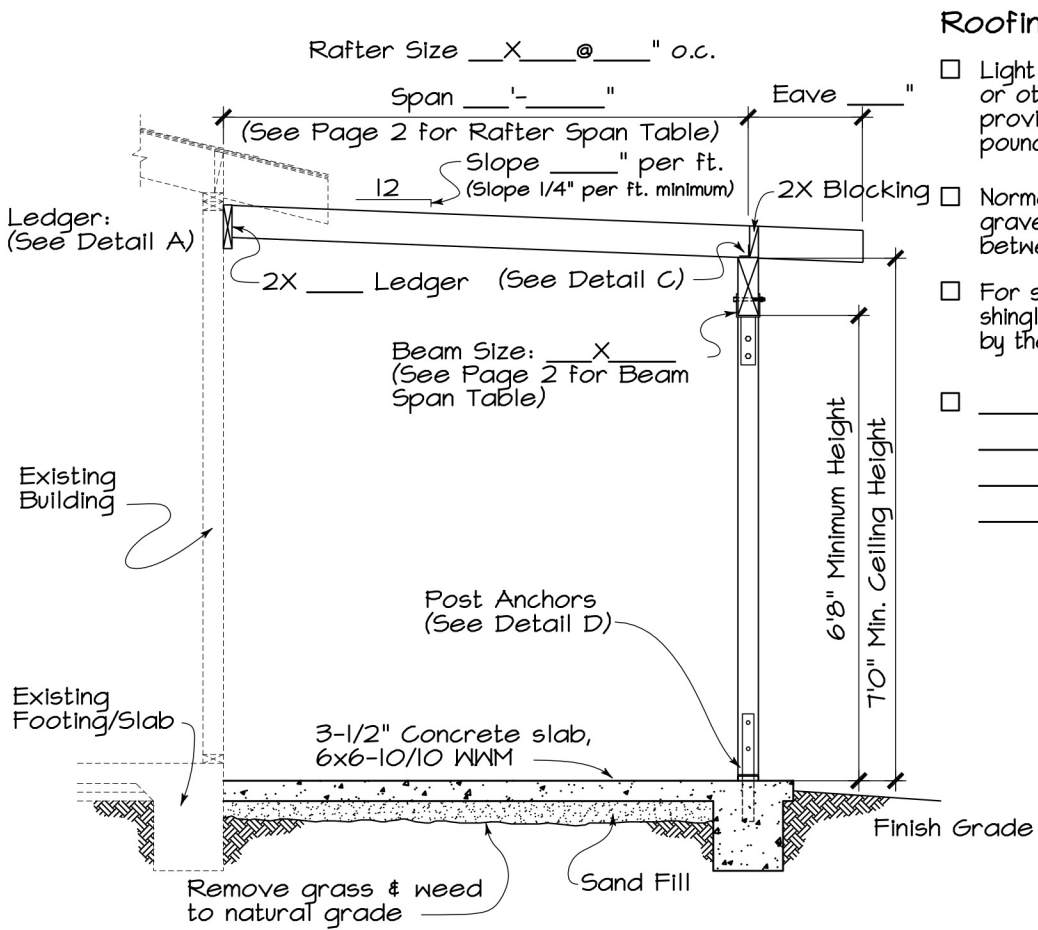 Rafter Size ___X____@____" o.c.
Span ____'-______"
Eave ____"
(See Page 2 for Rafter Span Table)
Slope _____" per ft.
(Slope 1/4" per ft. minimum)
12
2X Blocking
Ledger:
(See Detail A)
2X ____ Ledger
(See Detail C)
Beam Size: ____X______
(See Page 2 for Beam
Span Table)
Existing
Building
6'8" Minimum Height
7'0" Min. Ceiling Height
Post Anchors
(See Detail D)
Existing
Footing/Slab
3-1/2" Concrete slab,
6x6-10/10 WWM
Finish Grade
Remove grass & weed
to natural grade
Sand Fill
Roofin
Light
or ot
provi
poun
Norma
grave
betwe
For s
shingl
by the